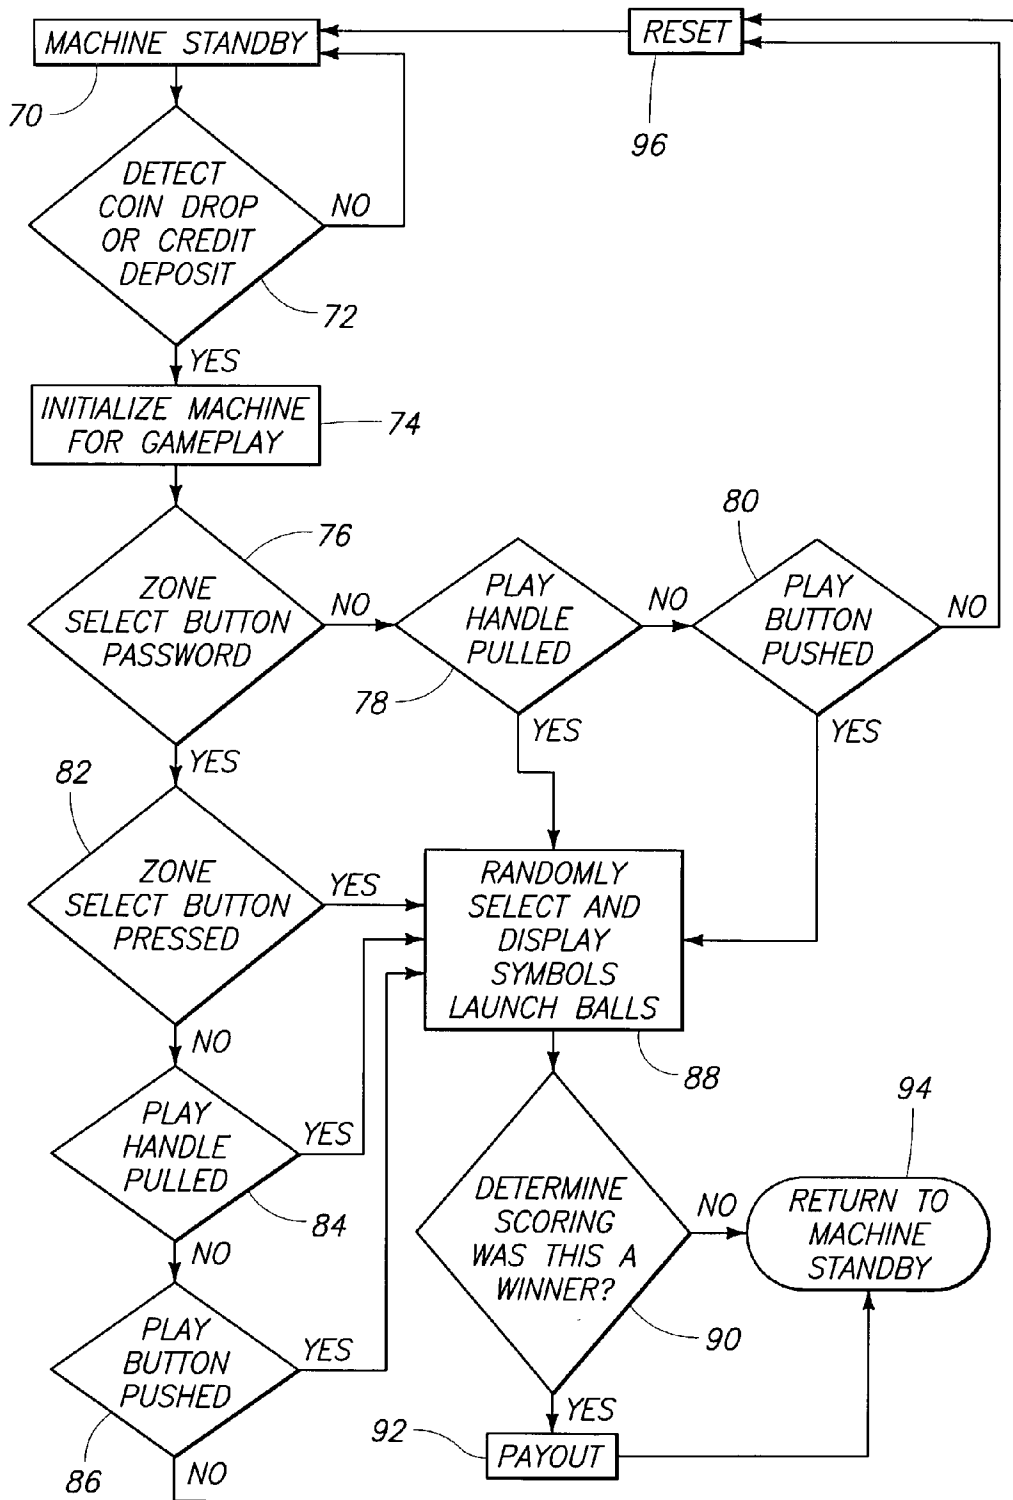 MACHINE STANDBY
70
RESET
96
DETECT
COIN DROP
OR CREDIT
DEPOSIT
NO
72
YES
INITIALIZE MACHINE
FOR GAMEPLAY
74
76
ZONE
SELECT BUTTON
PASSWORD
NO
PLAY
HANDLE
PULLED
78
NO
80
PLAY
BUTTON
PUSHED
NO
YES
YES
YES
82
ZONE
SELECT BUTTON
PRESSED
YES
RANDOMLY
SELECT AND
DISPLAY
SYMBOLS
LAUNCH BALLS
88
NO
PLAY
HANDLE
PULLED
YES
84
NO
PLAY
BUTTON
PUSHED
YES
86
NO
DETERMINE
SCORING
WAS THIS A
WINNER?
90
NO
94
RETURN TO
MACHINE
STANDBY
YES
92
PAYOUT